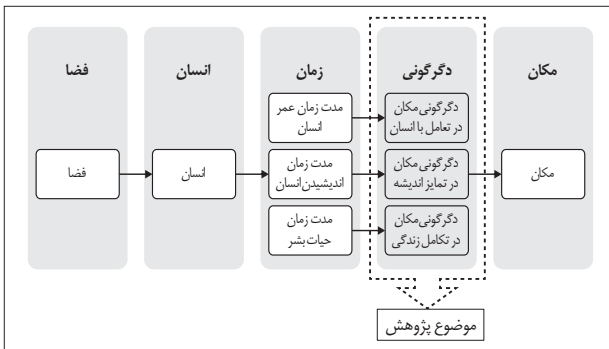 فضا
انسان
زمان
دگرگونی
مکان
مدت زمان عمر
انسان
دگرگونی مکان
در تعامل با انسان
فضا
انسان
مدت زمان
اندیشیدن انسان
دگرگونی مکان
در تمایز اندیشه
مکان
مدت زمان
حیات بشر
دگرگونی مکان
در تکامل زندگی
موضوع پژوهش